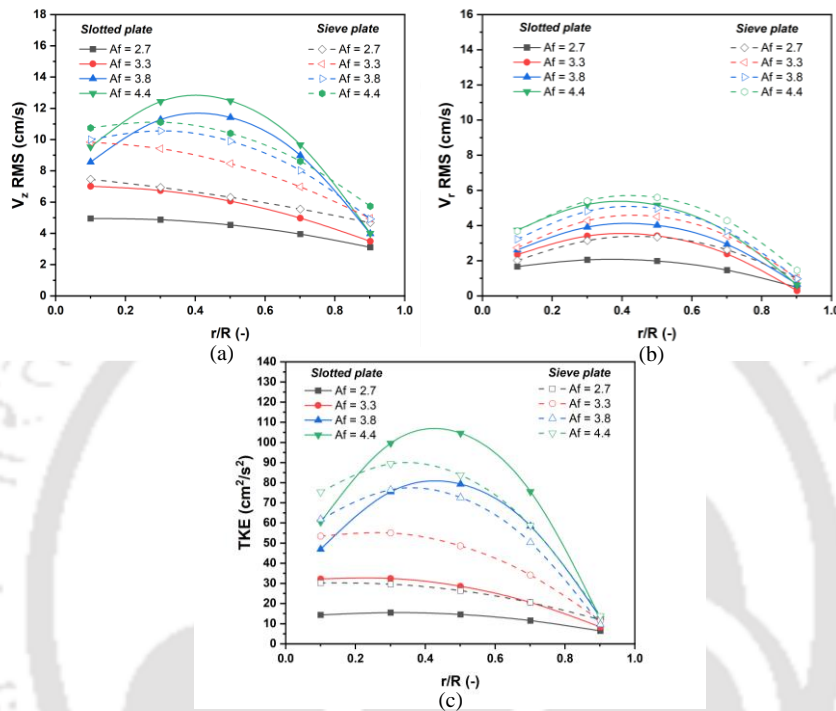 18
16
14
12
10
8
6
4
2
0
V_z RMS (cm/s)
Slotted plate
Af = 2.7
Af = 3.3
Af = 3.8
Af = 4.4
Sieve plate
Af = 2.7
Af = 3.3
Af = 3.8
Af = 4.4
0.0 0.2 0.4 0.6 0.8 1.0
r/R (-)
(a)
16
14
12
10
8
6
4
2
0
V_r RMS (cm/s)
Slotted plate
Af = 2.7
Af = 3.3
Af = 3.8
Af = 4.4
Sieve plate
Af = 2.7
Af = 3.3
Af = 3.8
Af = 4.4
0.0 0.2 0.4 0.6 0.8 1.0
r/R (-)
(b)
140
130
120
110
100
90
80
70
60
50
40
30
20
10
0
TKE (cm²/s²)
Slotted plate
Af = 2.7
Af = 3.3
Af = 3.8
Af = 4.4
Sieve plate
Af = 2.7
Af = 3.3
Af = 3.8
Af = 4.4
0.0 0.2 0.4 0.6 0.8 1.0
r/R (-)
(c)